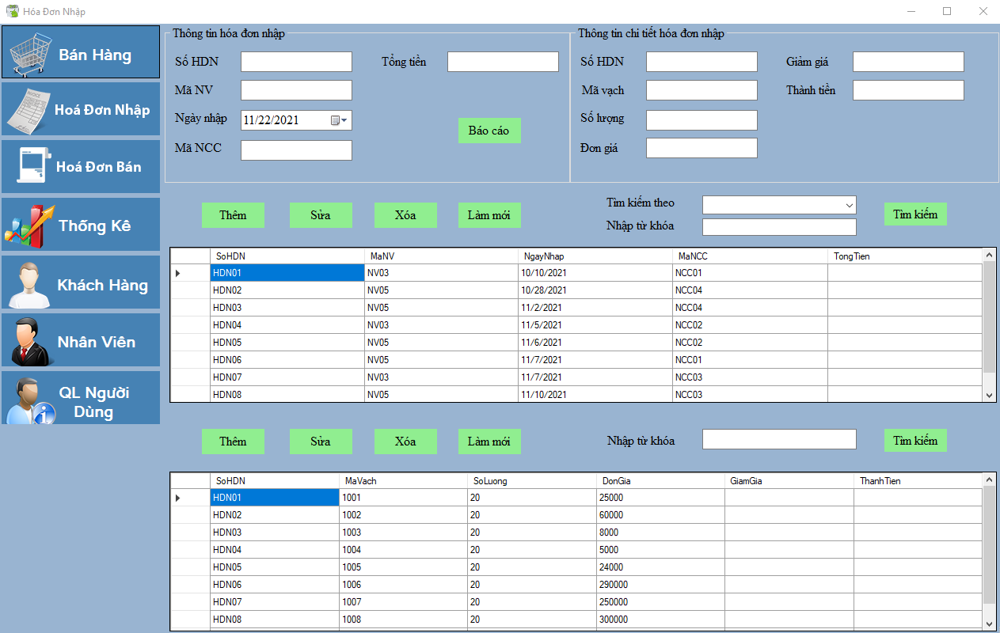 Hóa Đơn Nhập
Bán Hàng
Hoá Đơn Nhập
Hoá Đơn Bán
Thống Kê
Khách Hàng
Nhân Viên
QL Người
Dùng
Thông tin hóa đơn nhập
Số HDN
Tổng tiền
Mã NV
Ngày nhập
11/22/2021
Mã NCC
Báo cáo
Thông tin chi tiết hóa đơn nhập
Số HDN
Giảm giá
Mã vạch
Thành tiền
Số lượng
Đơn giá
Thêm
Sửa
Xóa
Làm mới
Tìm kiếm theo
Nhập từ khóa
Tìm kiếm
SoHDN MaNV NgayNhap MaNCC TongTien
HDN01 NV03 10/10/2021 NCC01
HDN02 NV05 10/28/2021 NCC04
HDN03 NV05 11/2/2021 NCC04
HDN04 NV03 11/5/2021 NCC02
HDN05 NV05 11/6/2021 NCC02
HDN06 NV05 11/7/2021 NCC01
HDN07 NV03 11/7/2021 NCC03
HDN08 NV05 11/10/2021 NCC03
Thêm
Sửa
Xóa
Làm mới
Nhập từ khóa
Tìm kiếm
SoHDN MaVach SoLuong DonGia GiamGia ThanhTien
HDN01 1001 20 25000
HDN02 1002 20 60000
HDN03 1003 20 8000
HDN04 1004 20 5000
HDN05 1005 20 24000
HDN06 1006 20 290000
HDN07 1007 20 250000
HDN08 1008 20 300000